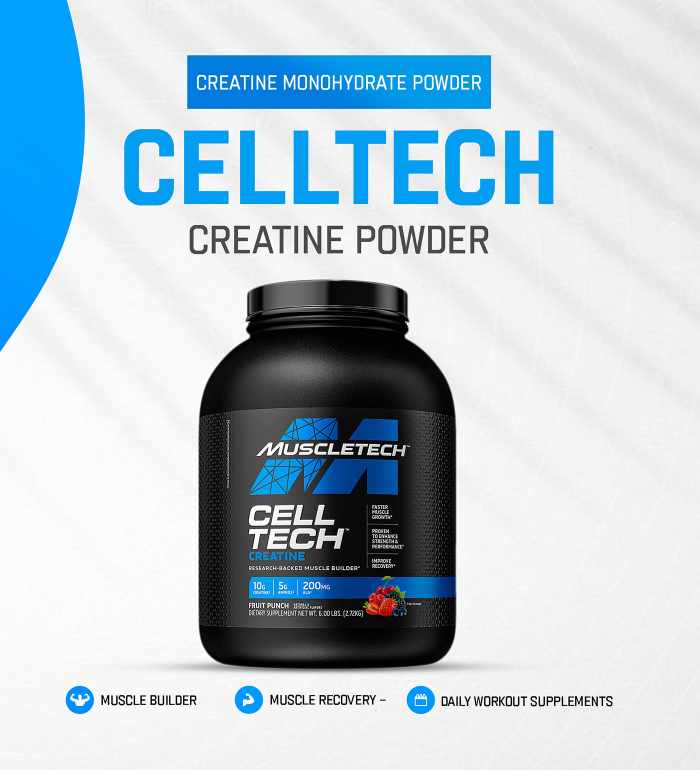 CREATINE MONOHYDRATE POWDER
CELLTECH
CREATINE POWDER
MUSCLETECH™
CELL
TECH™
CREATINE
RESEARCH-BACKED MUSCLE BUILDER*
FASTER
MUSCLE
GROWTH*
PROVEN
TO ENHANCE
STRENGTH &
PERFORMANCE*
IMPROVE
RECOVERY*
10G
5G
200MG
FRUIT PUNCH
DIETARY SUPPLEMENT NET WT. 6.00 LBS. (2.72KG)
MUSCLE BUILDER
MUSCLE RECOVERY –
DAILY WORKOUT SUPPLEMENTS